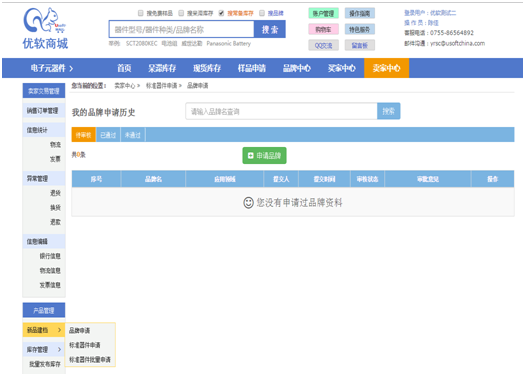 搜免费样品 搜呆滞库存 搜常备库存 搜品牌
器件型号/器件种类/品牌名称 搜 索
举例: SCT2080KEC 电池组 威世达勤 Panasonic Battery
优软商城
账户管理 操作指南
购物车 特色服务
QQ交流 留言板
登录用户：优软测试二
操 作 员：陈佳
客服电话：0755-86564892
邮件沟通：yrsc@usoftchina.com
电子元器件 > 首页 呆滞库存 现货库存 样品申请 品牌中心 买家中心 卖家中心
卖家交易管理
销售订单管理
信息统计
物流
发票
异常管理
退货
换货
退款
信息编辑
银行信息
物流信息
发票信息
产品管理
新品建档 >
库存管理 >
批量发布库存
品牌申请
标准器件申请
标准器件批量申请
您当前的位置： 卖家中心 > 标准器件申请 > 品牌申请
我的品牌申请历史 请输入品牌名查询 搜索
待审核 已通过 未通过
共0条 申请品牌
序号 品牌名 应用领域 提交人 提交时间 审核状态 审批意见 操作
您没有申请过品牌资料